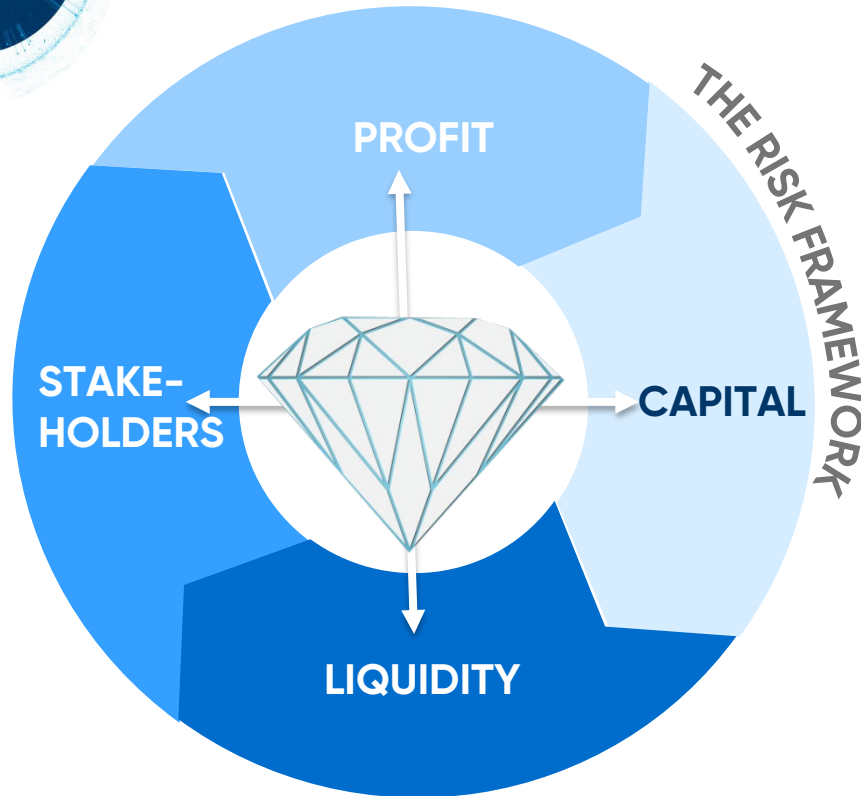 PROFIT
THE RISK FRAMEWORK
STAKE-
HOLDERS
CAPITAL
LIQUIDITY